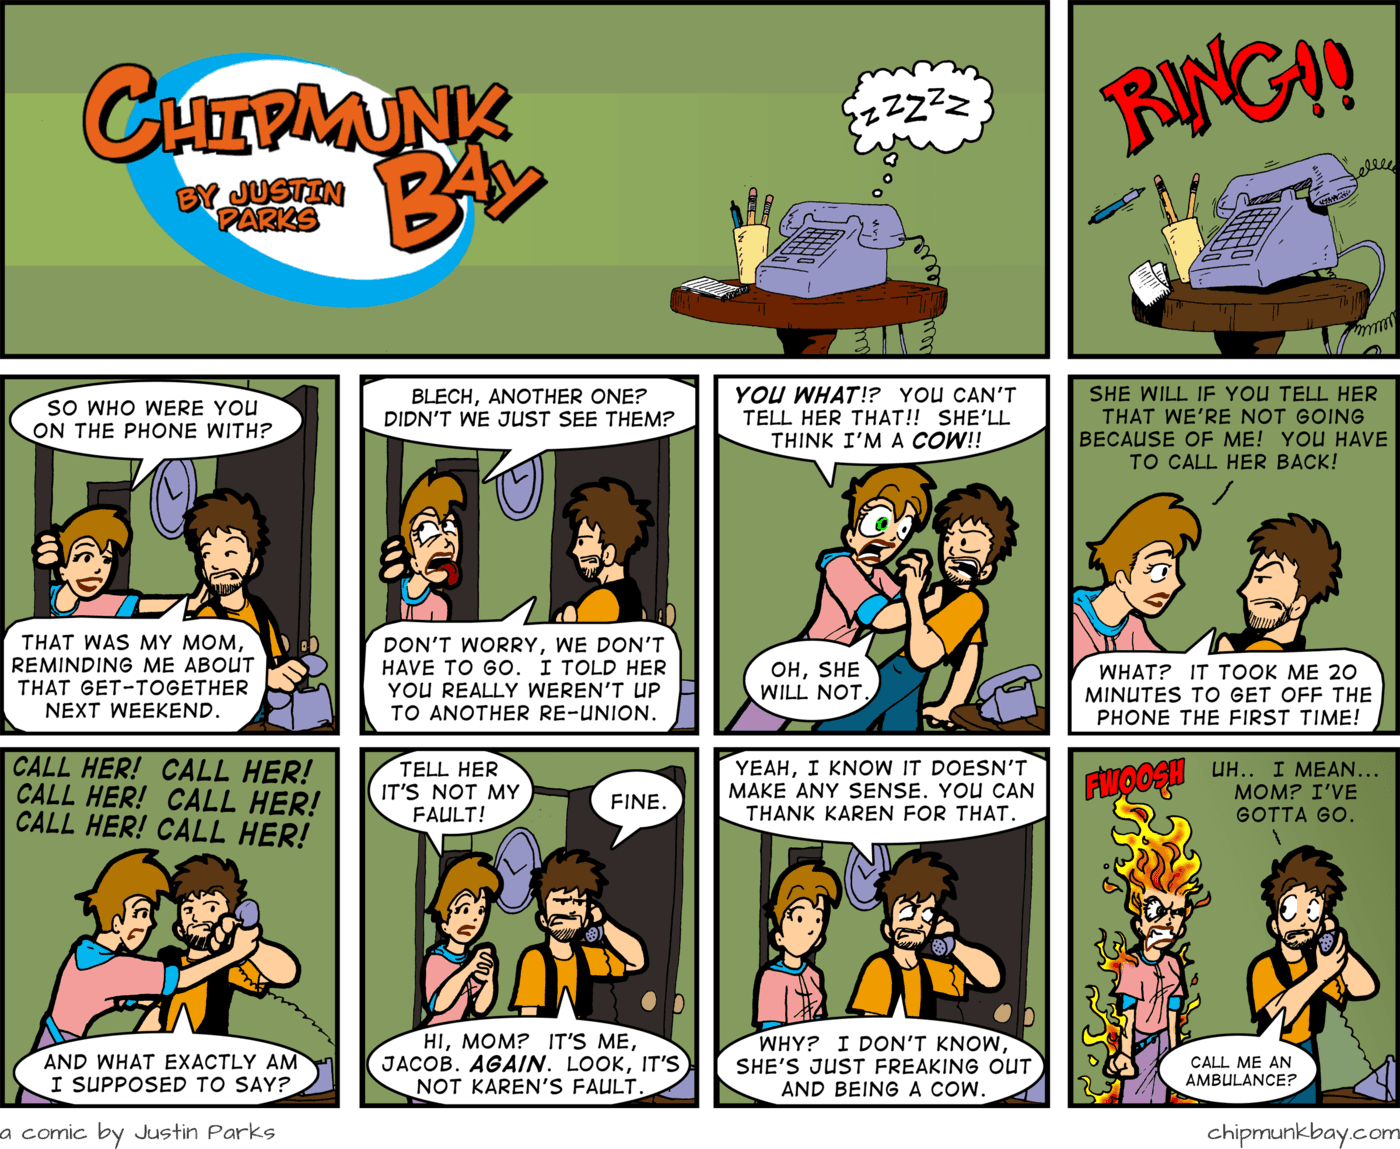 CHIPMUNK
BAY
BY JUSTIN
PARKS
ZZZZZ
RING!!
SO WHO WERE YOU
ON THE PHONE WITH?
THAT WAS MY MOM,
REMINDING ME ABOUT
THAT GET-TOGETHER
NEXT WEEKEND.
BLECH, ANOTHER ONE?
DIDN'T WE JUST SEE THEM?
DON'T WORRY, WE DON'T
HAVE TO GO. I TOLD HER
YOU REALLY WEREN'T UP
TO ANOTHER RE-UNION.
YOU WHAT!? YOU CAN'T
TELL HER THAT!! SHE'LL
THINK I'M A COW!!
OH, SHE
WILL NOT.
SHE WILL IF YOU TELL HER
THAT WE'RE NOT GOING
BECAUSE OF ME! YOU HAVE
TO CALL HER BACK!
WHAT? IT TOOK ME 20
MINUTES TO GET OFF THE
PHONE THE FIRST TIME!
CALL HER! CALL HER!
CALL HER! CALL HER!
CALL HER! CALL HER!
AND WHAT EXACTLY AM
I SUPPOSED TO SAY?
TELL HER
IT'S NOT MY
FAULT!
FINE.
HI, MOM? IT'S ME,
JACOB. AGAIN. LOOK, IT'S
NOT KAREN'S FAULT.
YEAH, I KNOW IT DOESN'T
MAKE ANY SENSE. YOU CAN
THANK KAREN FOR THAT.
WHY? I DON'T KNOW,
SHE'S JUST FREAKING OUT
AND BEING A COW.
FWOOSH
UH.. I MEAN...
MOM? I'VE
GOTTA GO.
CALL ME AN
AMBULANCE?
a comic by Justin Parks
chipmunkbay.com